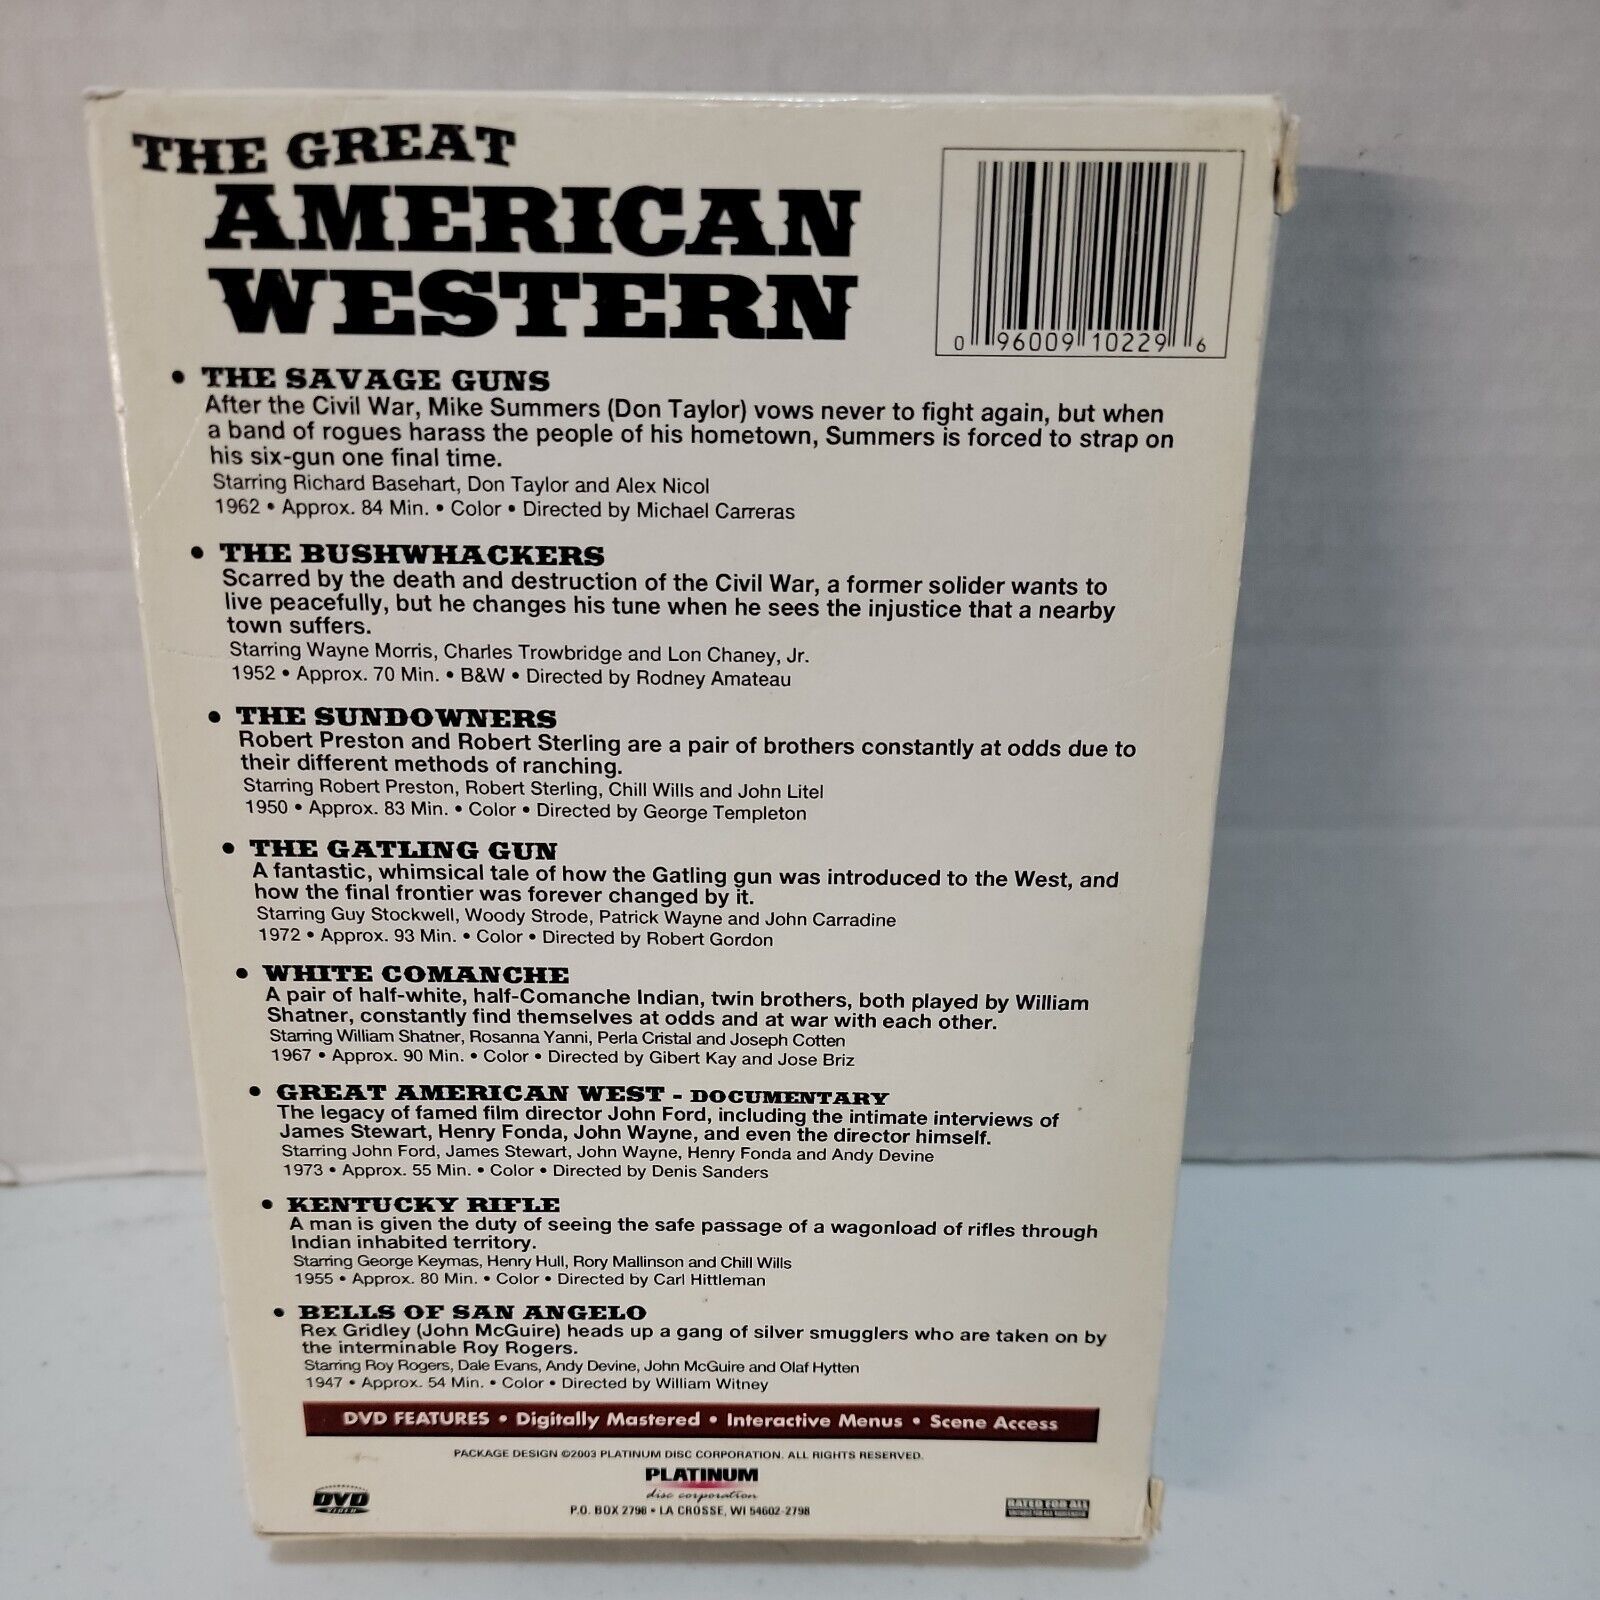 THE GREAT
AMERICAN
WESTERN
0 96009 10229 6
• THE SAVAGE GUNS
After the Civil War, Mike Summers (Don Taylor) vows never to fight again, but when
a band of rogues harass the people of his hometown, Summers is forced to strap on
his six-gun one final time.
Starring Richard Basehart, Don Taylor and Alex Nicol
1962 • Approx. 84 Min. • Color • Directed by Michael Carreras
• THE BUSHWHACKERS
Scarred by the death and destruction of the Civil War, a former solider wants to
live peacefully, but he changes his tune when he sees the injustice that a nearby
town suffers.
Starring Wayne Morris, Charles Trowbridge and Lon Chaney, Jr.
1952 • Approx. 70 Min. • B&W • Directed by Rodney Amateau
• THE SUNDOWNERS
Robert Preston and Robert Sterling are a pair of brothers constantly at odds due to
their different methods of ranching.
Starring Robert Preston, Robert Sterling, Chill Wills and John Litel
1950 • Approx. 83 Min. • Color • Directed by George Templeton
• THE GATLING GUN
A fantastic, whimsical tale of how the Gatling gun was introduced to the West, and
how the final frontier was forever changed by it.
Starring Guy Stockwell, Woody Strode, Patrick Wayne and John Carradine
1972 • Approx. 93 Min. • Color • Directed by Robert Gordon
• WHITE COMANCHE
A pair of half-white, half-Comanche Indian, twin brothers, both played by William
Shatner, constantly find themselves at odds and at war with each other.
Starring William Shatner, Rosanna Yanni, Perla Cristal and Joseph Cotten
1967 • Approx. 90 Min. • Color • Directed by Gibert Kay and Jose Briz
• GREAT AMERICAN WEST - DOCUMENTARY
The legacy of famed film director John Ford, including the intimate interviews of
James Stewart, Henry Fonda, John Wayne, and even the director himself.
Starring John Ford, James Stewart, John Wayne, Henry Fonda and Andy Devine
1973 • Approx. 55 Min. • Color • Directed by Denis Sanders
• KENTUCKY RIFLE
A man is given the duty of seeing the safe passage of a wagonload of rifles through
Indian inhabited territory.
Starring George Keymas, Henry Hull, Rory Mallinson and Chill Wills
1955 • Approx. 80 Min. • Color • Directed by Carl Hittleman
• BELLS OF SAN ANGELO
Rex Gridley (John McGuire) heads up a gang of silver smugglers who are taken on by
the interminable Roy Rogers.
Starring Roy Rogers, Dale Evans, Andy Devine, John McGuire and Olaf Hytten
1947 • Approx. 54 Min. • Color • Directed by William Witney
DVD FEATURES • Digitally Mastered • Interactive Menus • Scene Access
PACKAGE DESIGN ©2003 PLATINUM DISC CORPORATION. ALL RIGHTS RESERVED.
PLATINUM
disc corporation
P.O. BOX 2798 • LA CROSSE, WI 54602-2798
DVD
VIDEO
RATED FOR ALL